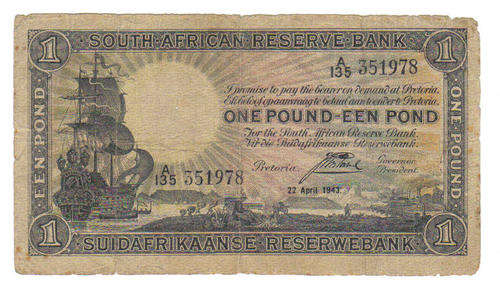 1 SOUTH AFRICAN RESERVE BANK 1
A/135 351978
I promise to pay the bearer on demand at Pretoria.
Ek beloof op aanvraag te betaal aan toonder te Pretoria.
ONE POUND - EEN POND
For the South African Reserve Bank.
Vir die Suidafrikaanse Reserwebank.
Pretoria. Governor
President.
A/135 351978
22 April 1943.
EEN POND
ONE POUND
1 SUIDAFRIKAANSE RESERWEBANK 1